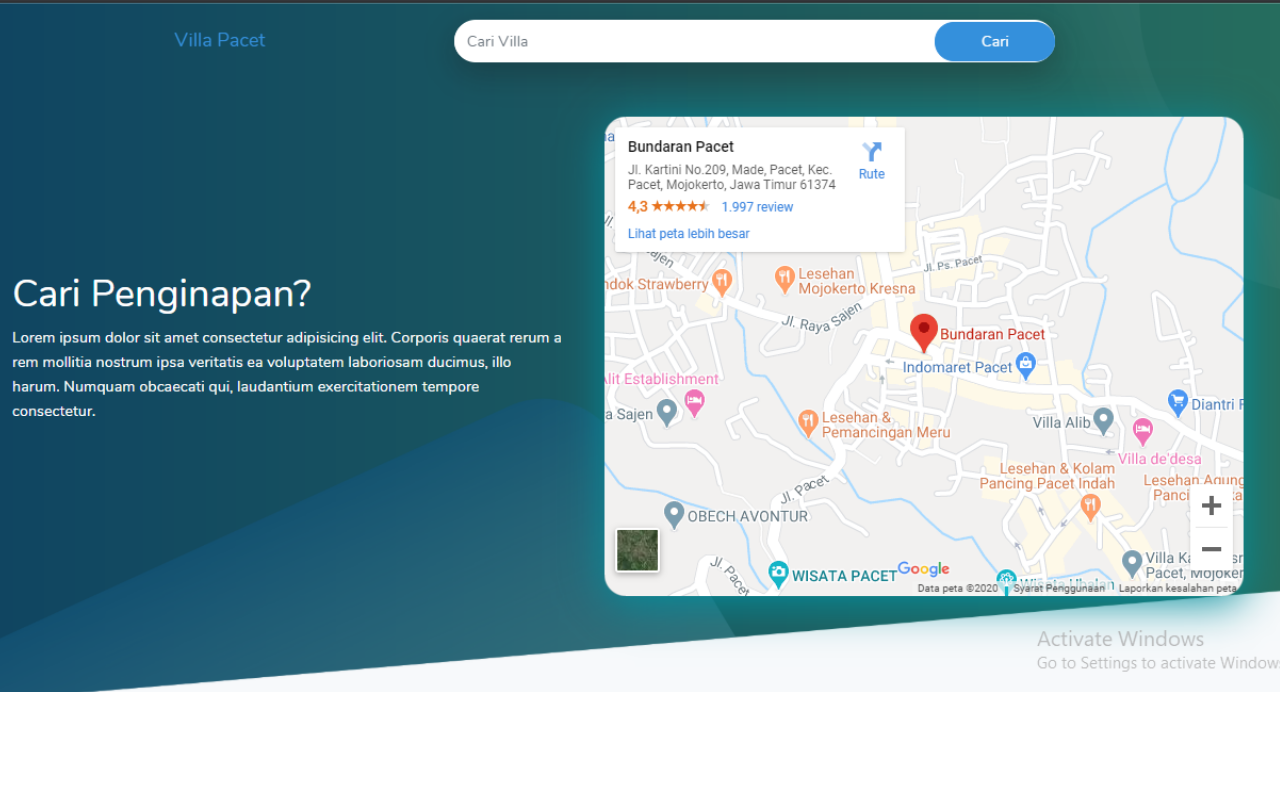 Villa Pacet
Cari Villa
Cari
Cari Penginapan?
Lorem ipsum dolor sit amet consectetur adipisicing elit. Corporis quaerat rerum a
rem mollitia nostrum ipsa veritatis ea voluptatem laboriosam ducimus, illo
harum. Numquam obcaecati qui, laudantium exercitationem tempore
consectetur.
Bundaran Pacet
Jl. Kartini No.209, Made, Pacet, Kec.
Pacet, Mojokerto, Jawa Timur 61374
Rute
4,3
1.997 review
Lihat peta lebih besar
Jl. Ps. Pacet
ndok Strawberry
Lesehan
Mojokerto Kresna
Jl. Raya Sajen
Bundaran Pacet
Indomaret Pacet
Alit Establishment
a Sajen
Diantri
Lesehan &
Pemancingan Meru
Villa Alib
Villa de'desa
Lesehan & Kolam
Pancing Pacet Indah
Lesehan Agung
Panci
Jl. Pacet
OBECH AVONTUR
Villa
Pacet, Mojoker
Jl. Pacet
WISATA PACET
Google
Wisata Ubalan
Data peta ©2020
Syarat Penggunaan
Laporkan kesalahan peta
Activate Windows
Go to Settings to activate Window